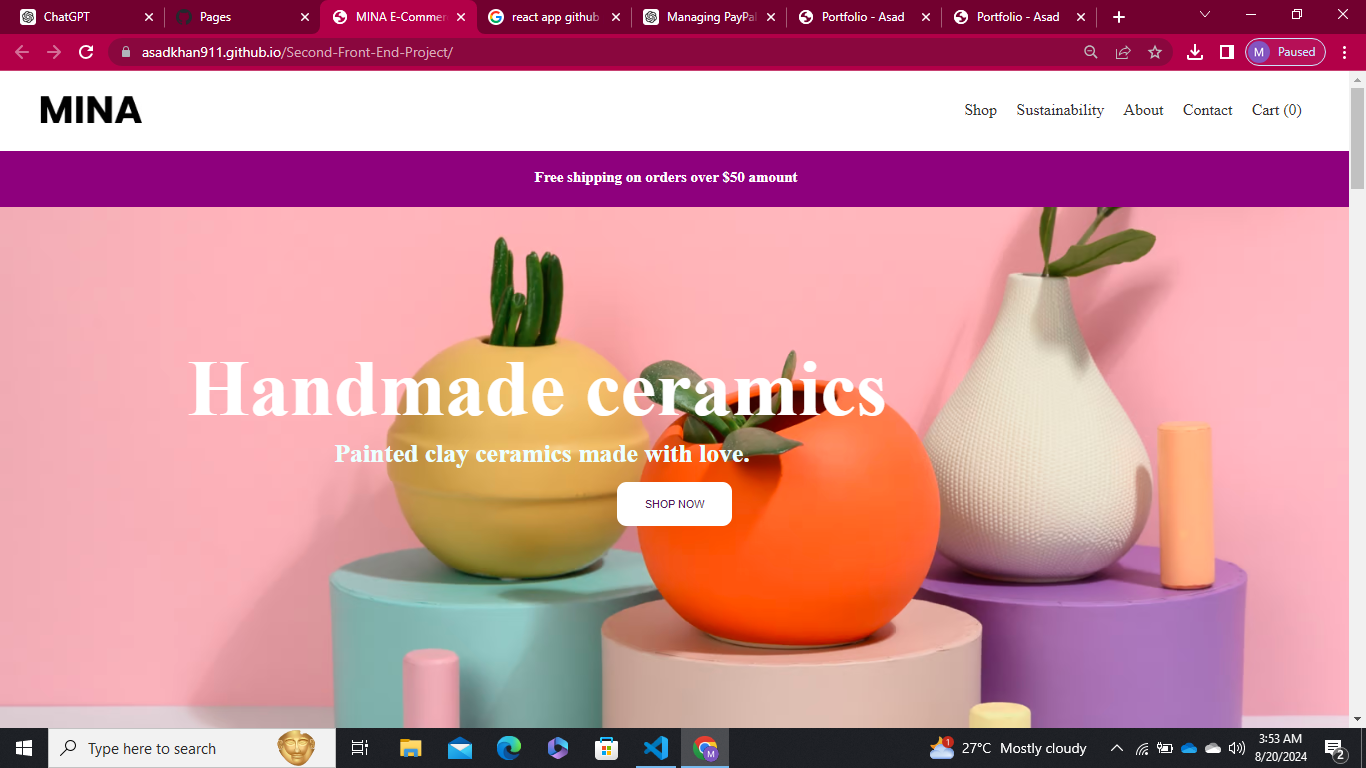 ChatGPT
Pages
MINA E-Commer
react app github
Managing PayPal
Portfolio - Asad
Portfolio - Asad
asadkhan911.github.io/Second-Front-End-Project/
M Paused
MINA
Shop Sustainability About Contact Cart (0)
Free shipping on orders over $50 amount
Handmade ceramics
Painted clay ceramics made with love.
SHOP NOW
Type here to search
1
27°C Mostly cloudy
3:53 AM
8/20/2024
2
M